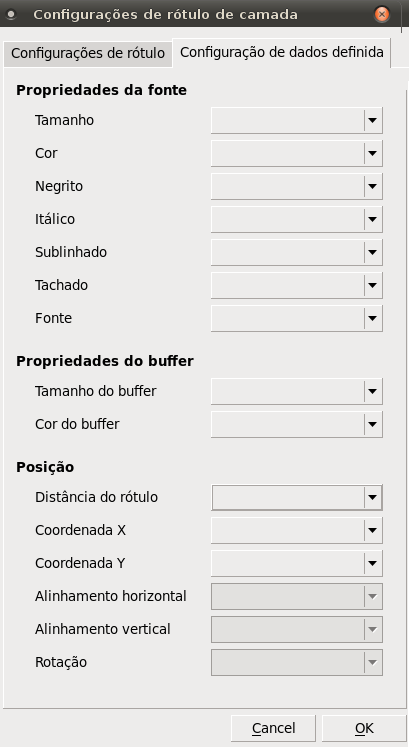 Configurações de rótulo de camada
Configurações de rótulo
Configuração de dados definida
Propriedades da fonte
Tamanho
Cor
Negrito
Itálico
Sublinhado
Tachado
Fonte
Propriedades do buffer
Tamanho do buffer
Cor do buffer
Posição
Distância do rótulo
Coordenada X
Coordenada Y
Alinhamento horizontal
Alinhamento vertical
Rotação
Cancel
OK